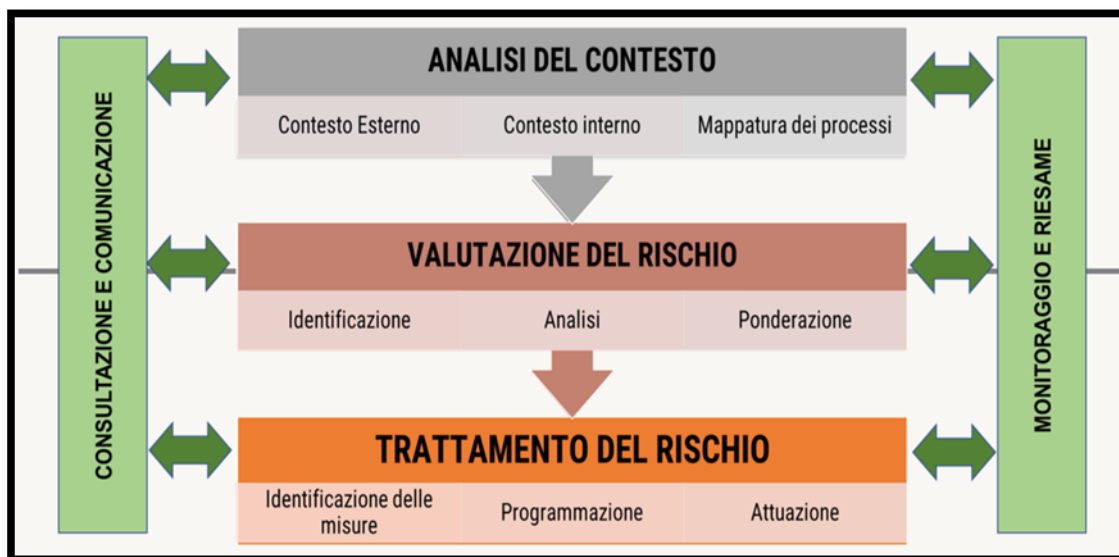 CONSULTAZIONE E COMUNICAZIONE
ANALISI DEL CONTESTO
Contesto Esterno
Contesto interno
Mappatura dei processi
VALUTAZIONE DEL RISCHIO
Identificazione
Analisi
Ponderazione
TRATTAMENTO DEL RISCHIO
Identificazione delle
misure
Programmazione
Attuazione
MONITORAGGIO E RIESAME